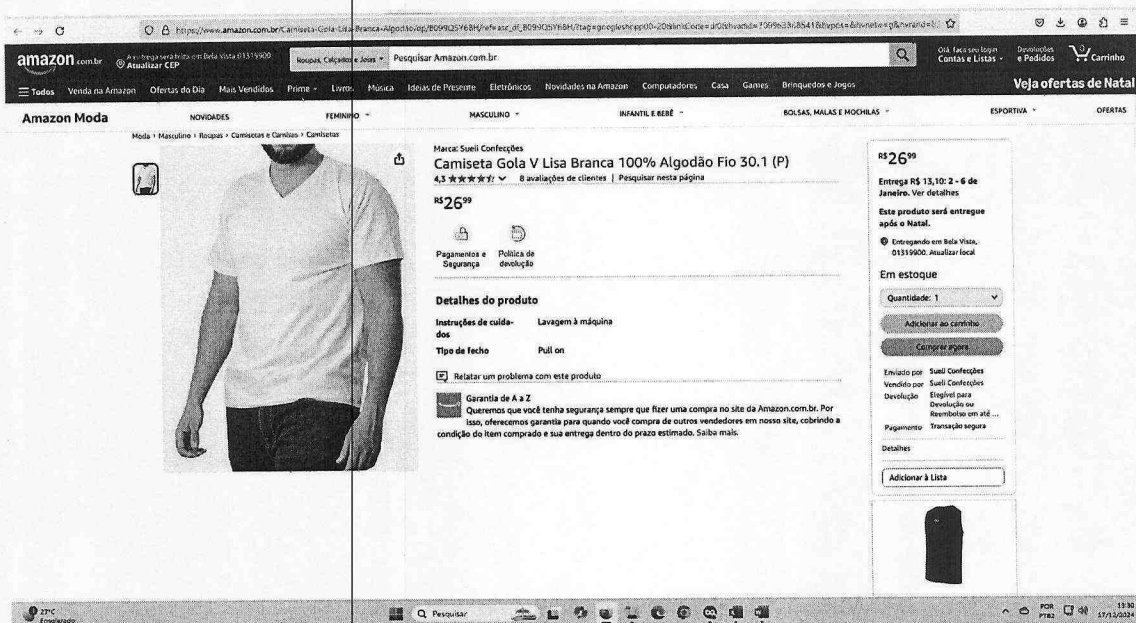 amazon.com.br
Atualizar CEP
Roupas, Calçados e Joias
Pesquisar Amazon.com.br
Olá, faça seu login
Contas e Listas
Devoluções
e Pedidos
0
Carrinho
Todos
Venda na Amazon
Ofertas do Dia
Mais Vendidos
Prime
Livros
Música
Ideias de Presente
Eletrônicos
Novidades na Amazon
Computadores
Casa
Games
Brinquedos e Jogos
Veja ofertas de Natal
Amazon Moda
NOVIDADES
FEMININO
MASCULINO
INFANTIL E BEBÊ
BOLSAS, MALAS E MOCHILAS
ESPORTIVA
OFERTAS
Moda › Masculino › Roupas › Camisetas e Camisas › Camisetas
Marca: Sueli Confecções
Camiseta Gola V Lisa Branca 100% Algodão Fio 30.1 (P)
4,3 8 avaliações de clientes | Pesquisar nesta página
R$2699
Pagamentos e
Segurança
Política de
devolução
Detalhes do produto
Instruções de cuida-
dos
Lavagem à máquina
Tipo de fecho
Pull on
Relatar um problema com este produto
Garantia de A a Z
Queremos que você tenha segurança sempre que fizer uma compra no site da Amazon.com.br. Por
isso, oferecemos garantia para quando você compra de outros vendedores em nosso site, cobrindo a
condição do item comprado e sua entrega dentro do prazo estimado. Saiba mais.
R$2699
Entrega R$ 13,10: 2 - 6 de
Janeiro. Ver detalhes
Este produto será entregue
após o Natal.
Entregando em Bela Vista,
01319900. Atualizar local
Em estoque
Quantidade: 1
Adicionar ao carrinho
Comprar agora
Enviado por Sueli Confecções
Vendido por Sueli Confecções
Devolução Elegível para
Devolução ou
Reembolso em até ...
Pagamento Transação segura
Detalhes
Adicionar à Lista
27°C
Ensolarado
Pesquisar
POR
PTB2
13:30
17/12/2024